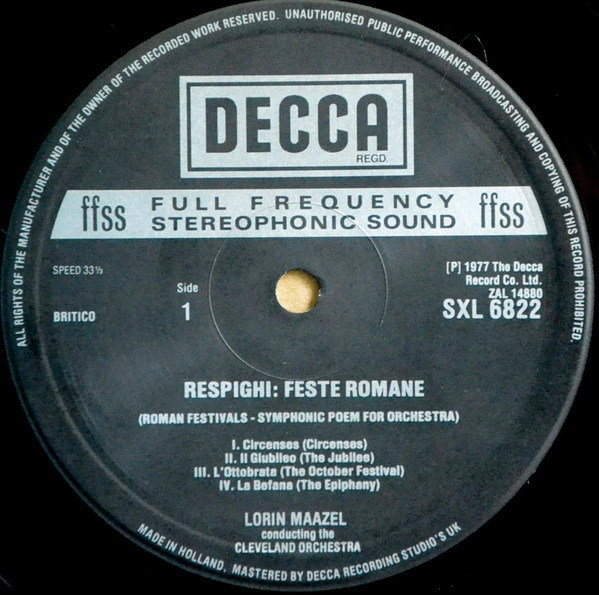 ALL RIGHTS OF THE MANUFACTURER AND OF THE OWNER OF THE RECORDED WORK RESERVED. UNAUTHORISED PUBLIC PERFORMANCE BROADCASTING AND COPYING OF THIS RECORD PROHIBITED.
DECCA
REGD.
ffss FULL FREQUENCY STEREOPHONIC SOUND ffss
SPEED 33⅓
Side
1
BRITICO
[P] 1977 The Decca
Record Co. Ltd.
ZAL 14880
SXL 6822
RESPIGHI: FESTE ROMANE
(ROMAN FESTIVALS - SYMPHONIC POEM FOR ORCHESTRA)
I. Circenses (Circenses)
II. Il Giubileo (The Jubilee)
III. L'Ottobrata (The October Festival)
IV. La Befana (The Epiphany)
LORIN MAAZEL
conducting the
CLEVELAND ORCHESTRA
MADE IN HOLLAND. MASTERED BY DECCA RECORDING STUDIO'S UK